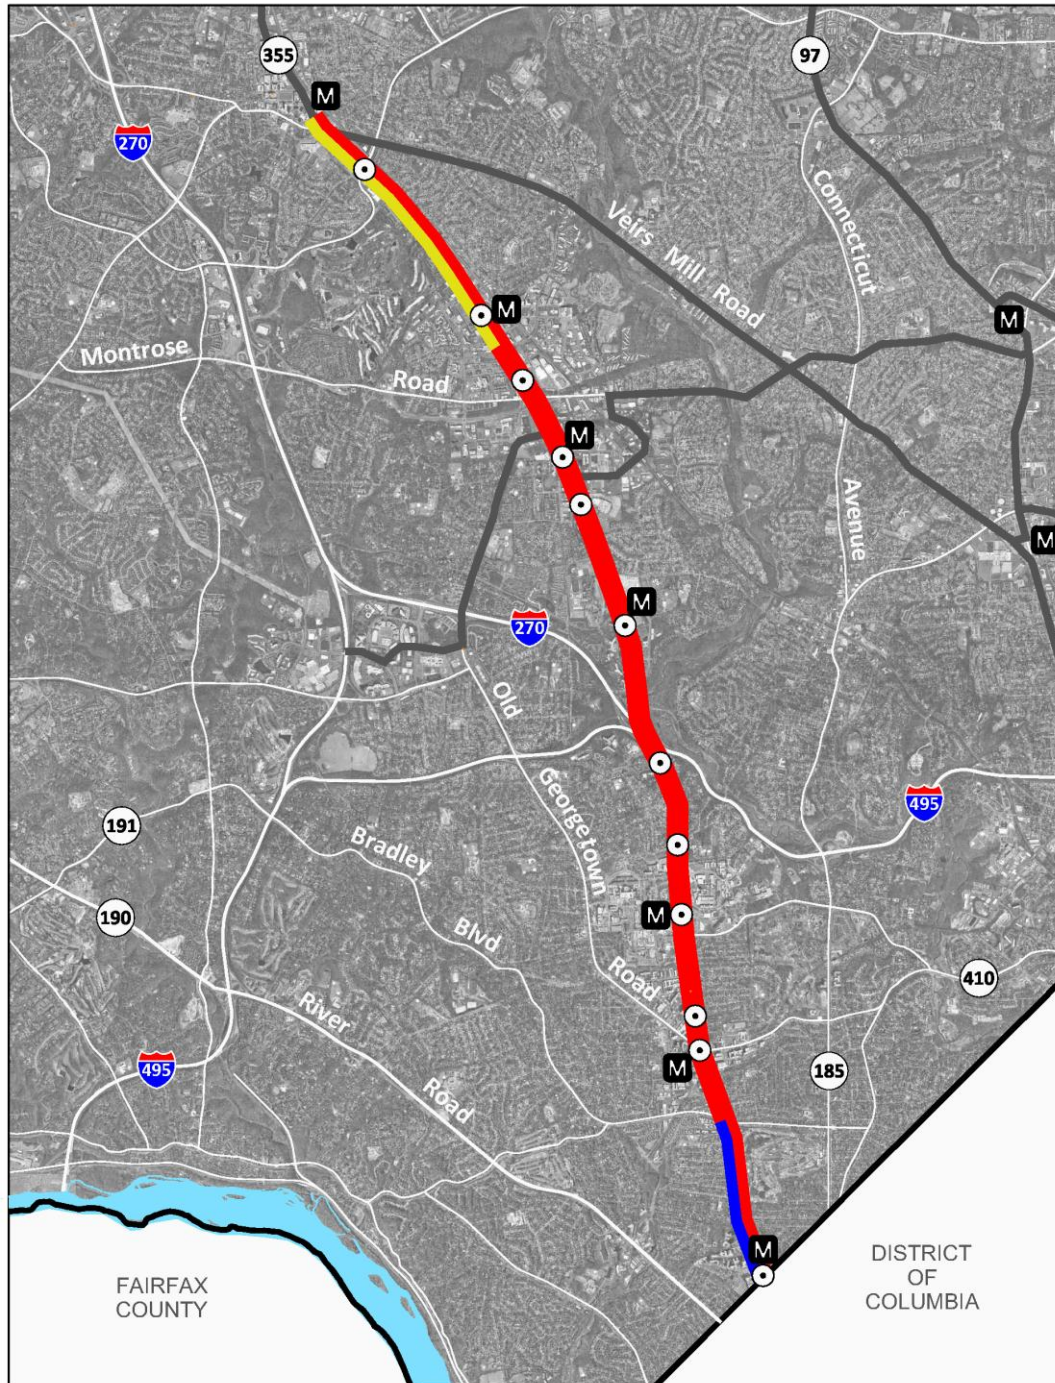 355
97
M
270
Connecticut
Veirs Mill Road
M
M
Montrose
Road
M
Avenue
M
M
270
Old
Georgetown
495
191
Bradley
190
M
Blvd
Road
410
River
495
M
185
Road
M
DISTRICT
OF
COLUMBIA
FAIRFAX
COUNTY